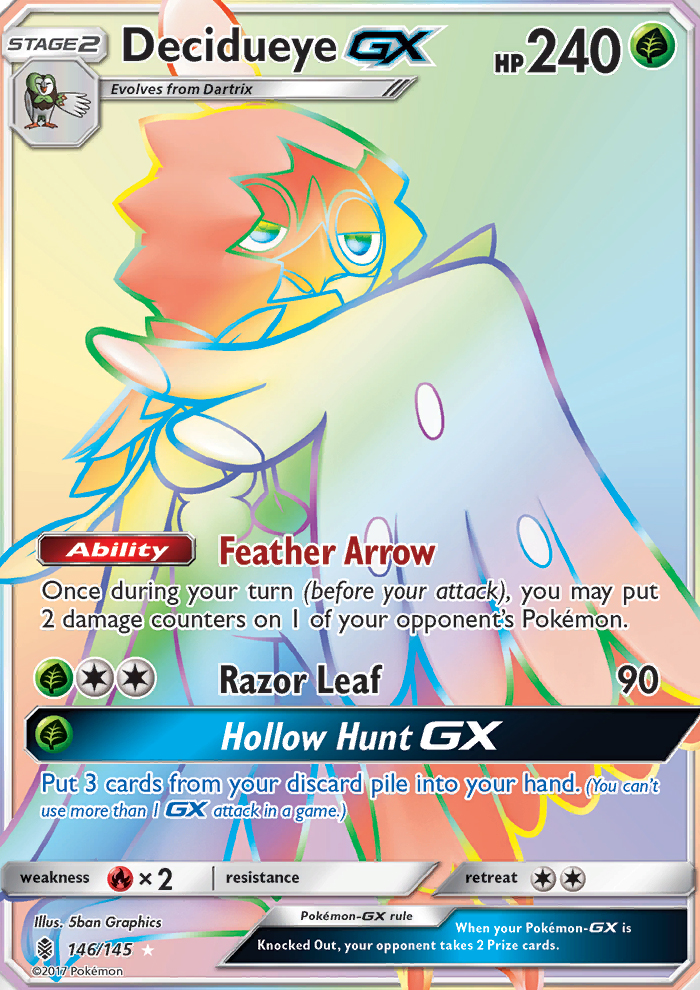 STAGE 2
Decidueye GX
HP 240
Evolves from Dartrix
Ability
Feather Arrow
Once during your turn (before your attack), you may put
2 damage counters on 1 of your opponent's Pokémon.
Razor Leaf 90
Hollow Hunt GX
Put 3 cards from your discard pile into your hand. (You can't
use more than 1 GX attack in a game.)
weakness ×2 resistance retreat
Illus. 5ban Graphics
146/145
©2017 Pokémon
Pokémon-GX rule
When your Pokémon-GX is
Knocked Out, your opponent takes 2 Prize cards.